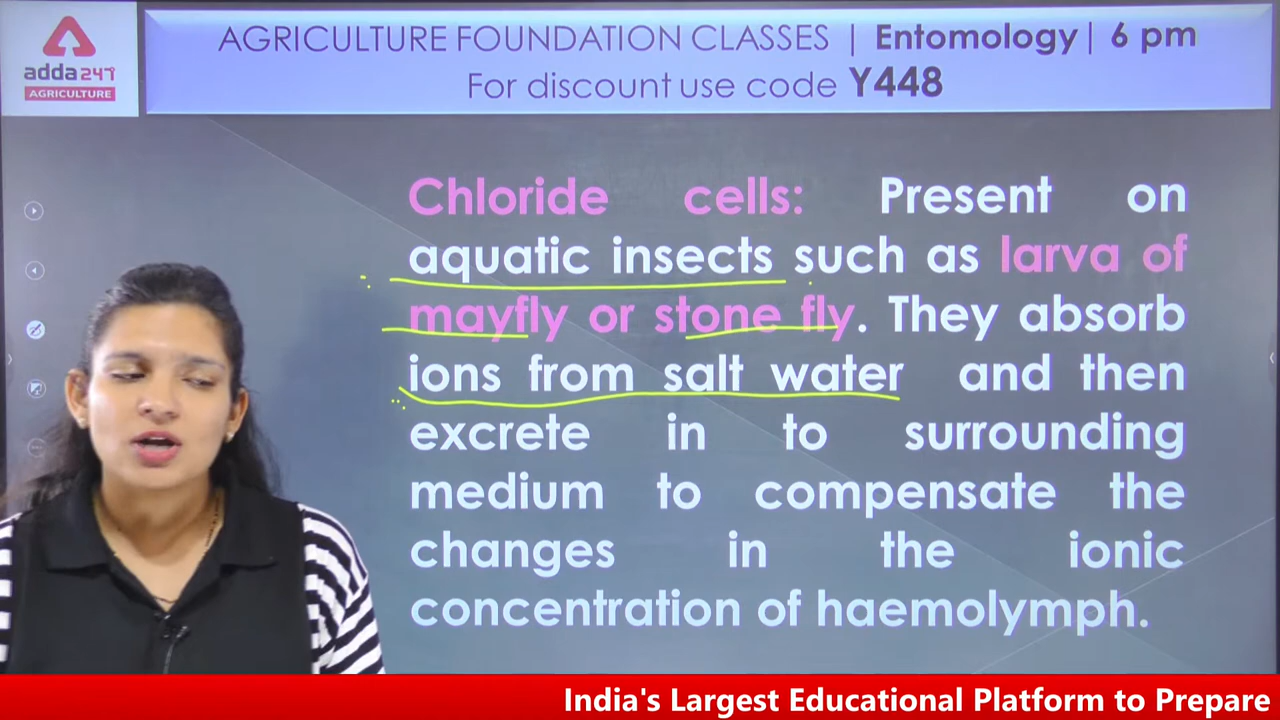 adda247
AGRICULTURE
AGRICULTURE FOUNDATION CLASSES | Entomology| 6 pm
For discount use code Y448
Chloride cells: Present on
aquatic insects such as larva of
mayfly or stone fly. They absorb
ions from salt water and then
excrete in to surrounding
medium to compensate the
changes in the ionic
concentration of haemolymph.
India's Largest Educational Platform to Prepare